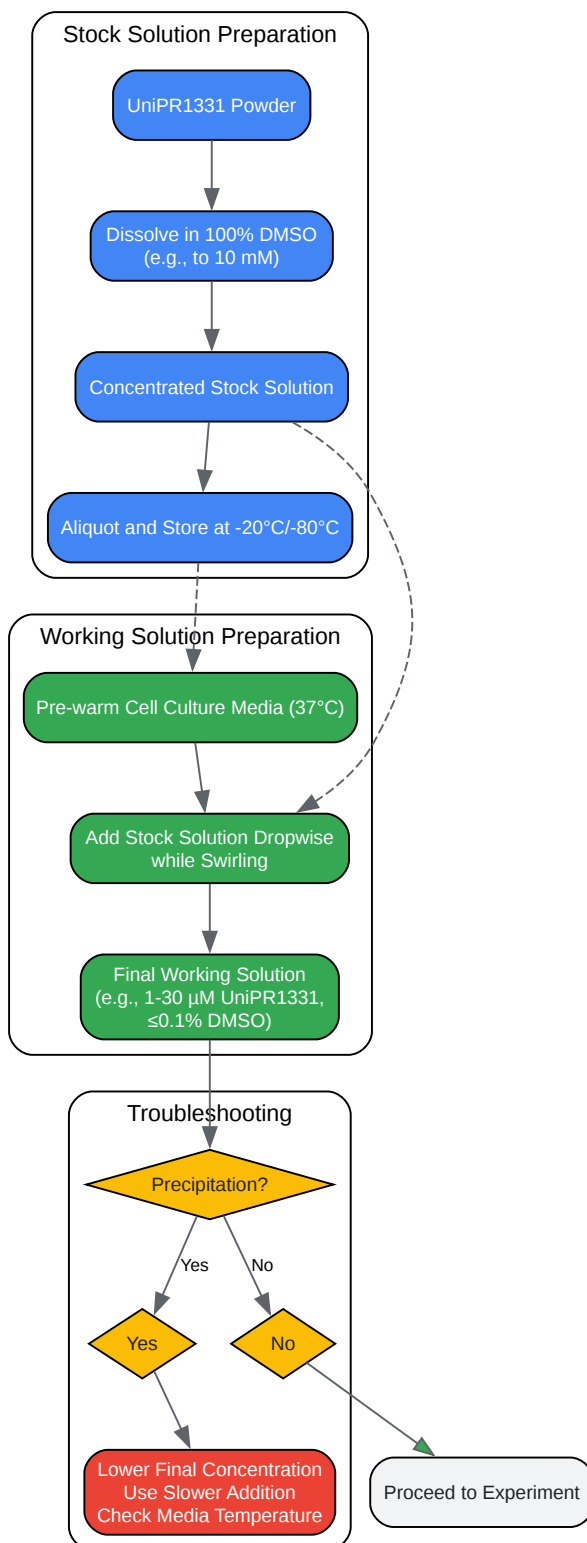 Stock Solution Preparation
UniPR1331 Powder
Dissolve in 100% DMSO
(e.g., to 10 mM)
Concentrated Stock Solution
Aliquot and Store at -20°C/-80°C
Working Solution Preparation
Pre-warm Cell Culture Media (37°C)
Add Stock Solution Dropwise
while Swirling
Final Working Solution
(e.g., 1-30 µM UniPR1331,
≤0.1% DMSO)
Troubleshooting
Precipitation?
Yes
No
Yes
No
Lower Final Concentration
Use Slower Addition
Check Media Temperature
Proceed to Experiment